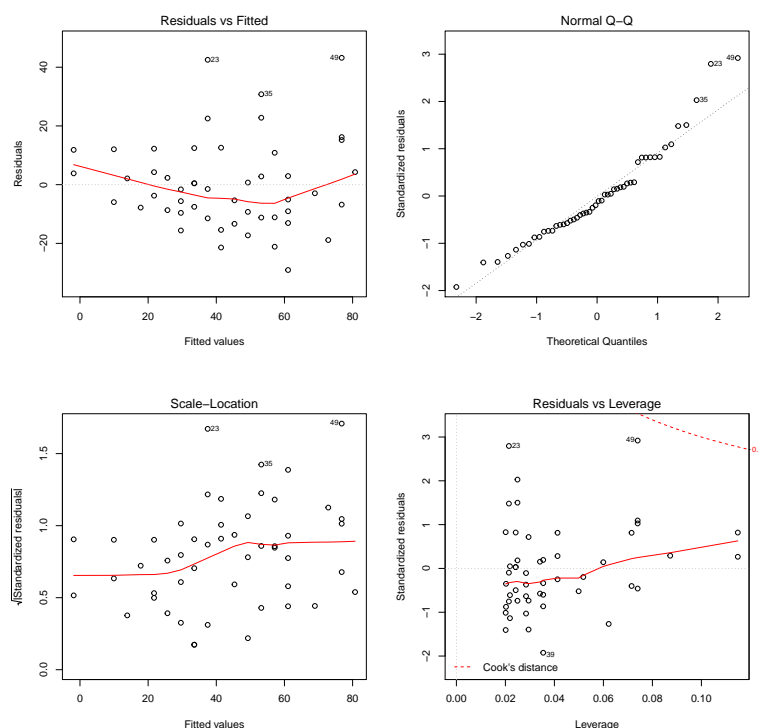 Residuals vs Fitted
Residuals
40
20
0
−20
23
49
35
0 20 40 60 80
Fitted values
Normal Q−Q
Standardized residuals
3
2
1
0
−1
−2
49
23
35
−2 −1 0 1 2
Theoretical Quantiles
Scale−Location
√|Standardized residuals|
1.5
1.0
0.5
0.0
23
49
35
0 20 40 60 80
Fitted values
Residuals vs Leverage
Standardized residuals
3
2
1
0
−1
−2
23
49
39
0.
Cook's distance
0.00 0.02 0.04 0.06 0.08 0.10
Leverage